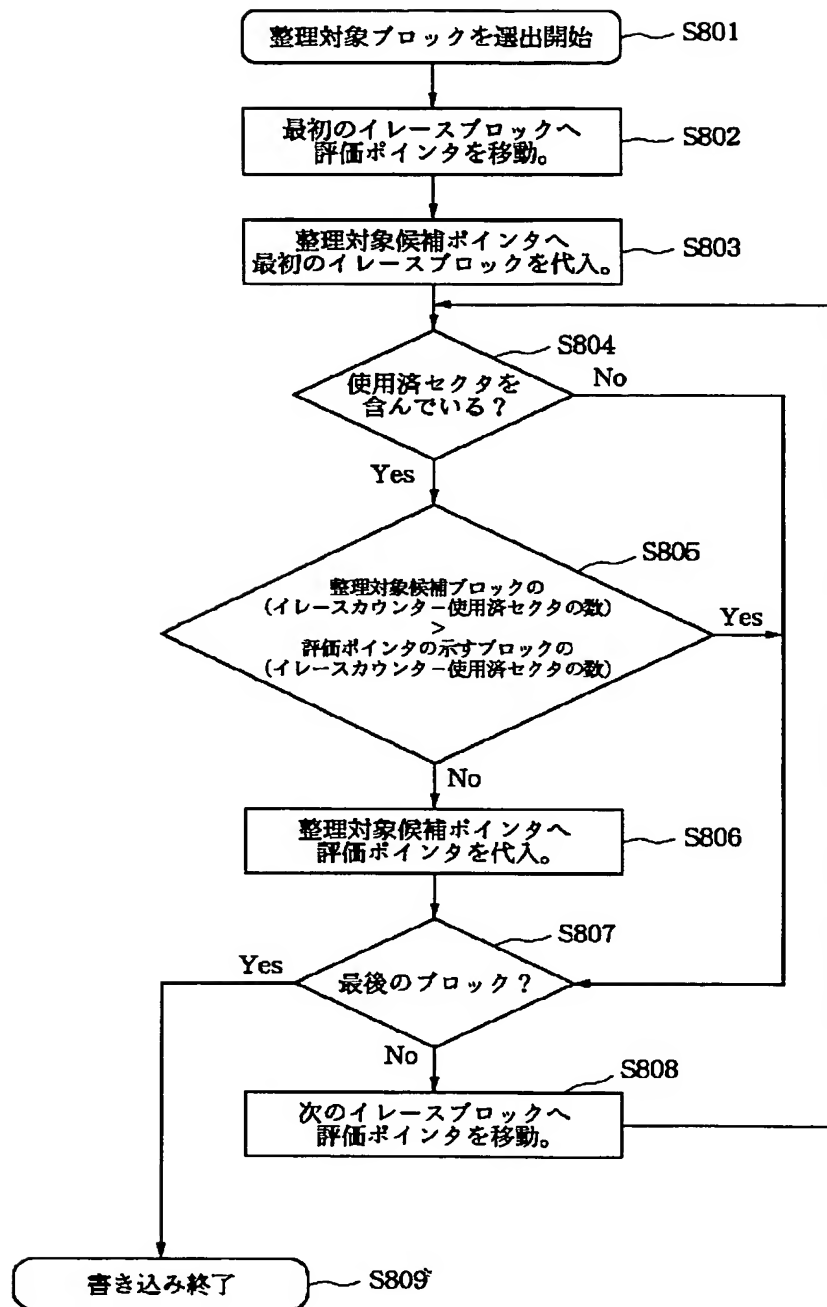 整理対象ブロックを選出開始
S801
最初のイレースブロックへ
評価ポインタを移動。
S802
整理対象候補ポインタへ
最初のイレースブロックを代入。
S803
S804
使用済セクタを
含んでいる？
No
Yes
S805
整理対象候補ブロックの
(イレースカウンター使用済セクタの数)
>
評価ポインタの示すブロックの
(イレースカウンター使用済セクタの数)
Yes
No
整理対象候補ポインタへ
評価ポインタを代入。
S806
S807
Yes
最後のブロック？
No
S808
次のイレースブロックへ
評価ポインタを移動。
書き込み終了
S809